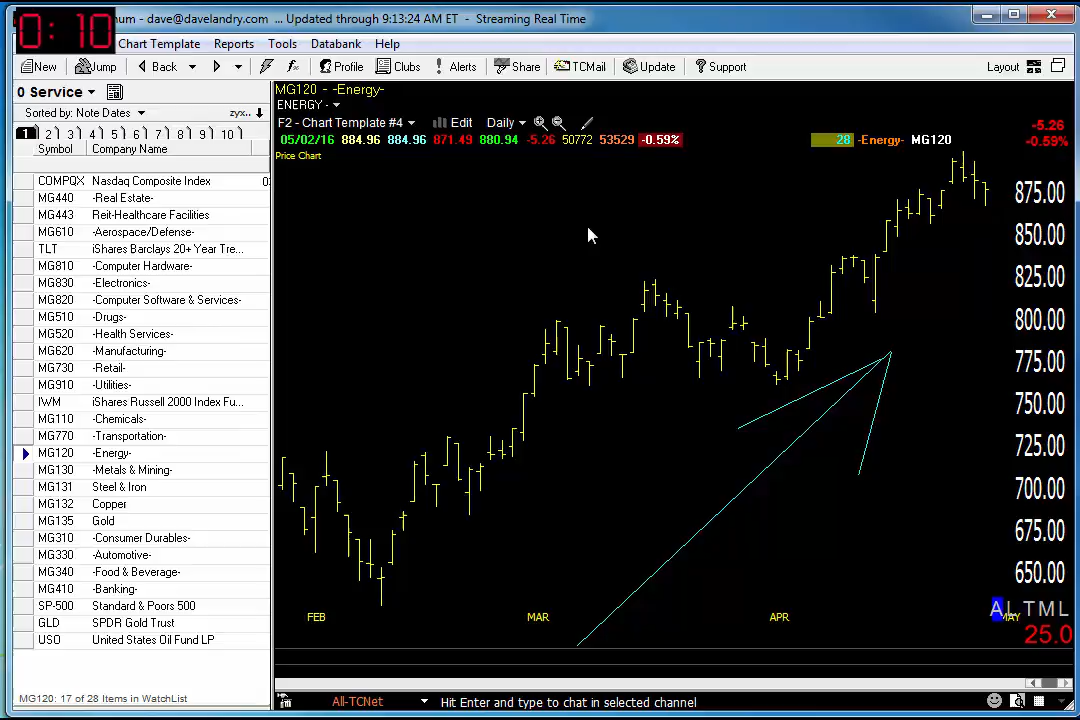 0:10
num - dave@davelandry.com ... Updated through 9:13:24 AM ET - Streaming Real Time
Chart Template Reports Tools Databank Help
New Jump Back Profile Clubs Alerts Share TCMail Update Support Layout
0 Service
Sorted by: Note Dates zyx..
1 2 3 4 5 6 7 8 9 10
Symbol Company Name
COMPQX Nasdaq Composite Index 0
MG440 -Real Estate-
MG443 Reit-Healthcare Facilities
MG610 -Aerospace/Defense-
TLT iShares Barclays 20+ Year Tre...
MG810 -Computer Hardware-
MG830 -Electronics-
MG820 -Computer Software & Services-
MG510 -Drugs-
MG520 -Health Services-
MG620 -Manufacturing-
MG730 -Retail-
MG910 -Utilities-
IWM iShares Russell 2000 Index Fu...
MG110 -Chemicals-
MG770 -Transportation-
MG120 -Energy-
MG130 -Metals & Mining-
MG131 Steel & Iron
MG132 Copper
MG135 Gold
MG310 -Consumer Durables-
MG330 -Automotive-
MG340 -Food & Beverage-
MG410 -Banking-
SP-500 Standard & Poors 500
GLD SPDR Gold Trust
USO United States Oil Fund LP
MG120: 17 of 28 Items in WatchList
MG120 - -Energy-
ENERGY -
F2 - Chart Template #4 Edit Daily
05/02/16 884.96 884.96 871.49 880.94 -5.26 50772 53529 -0.59% 28 -Energy- MG120
-5.26
-0.59%
Price Chart
875.00
850.00
825.00
800.00
775.00
750.00
725.00
700.00
675.00
650.00
FEB MAR APR MAY
A L T M L
25.0
All-TCNet Hit Enter and type to chat in selected channel